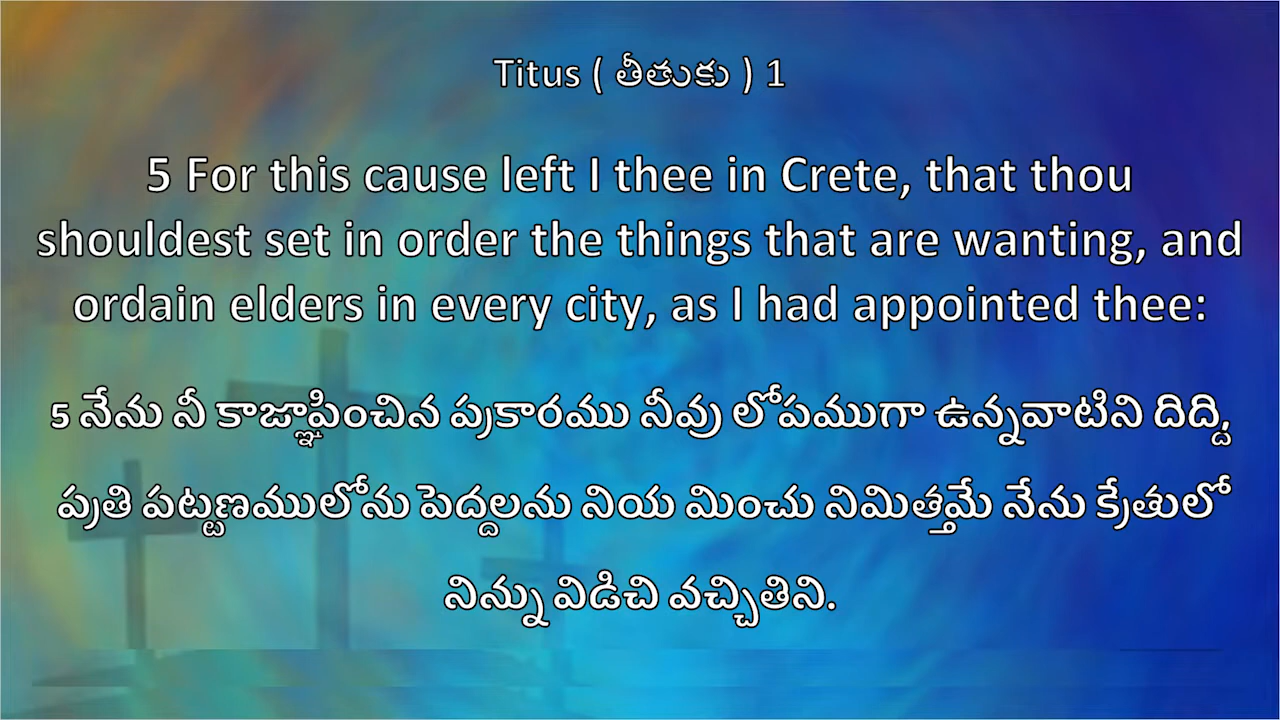 Titus ( తీతుకు ) 1
5 For this cause left I thee in Crete, that thou
shouldest set in order the things that are wanting, and
ordain elders in every city, as I had appointed thee:
5 నేను నీ కాజ్ఞాపించిన ప్రకారము నీవు లోపముగా ఉన్నవాటిని దిద్ది,
ప్రతి పట్టణములోను పెద్దలను నియ మించు నిమిత్తమే నేను క్రేతులో
నిన్ను విడిచి వచ్చితిని.